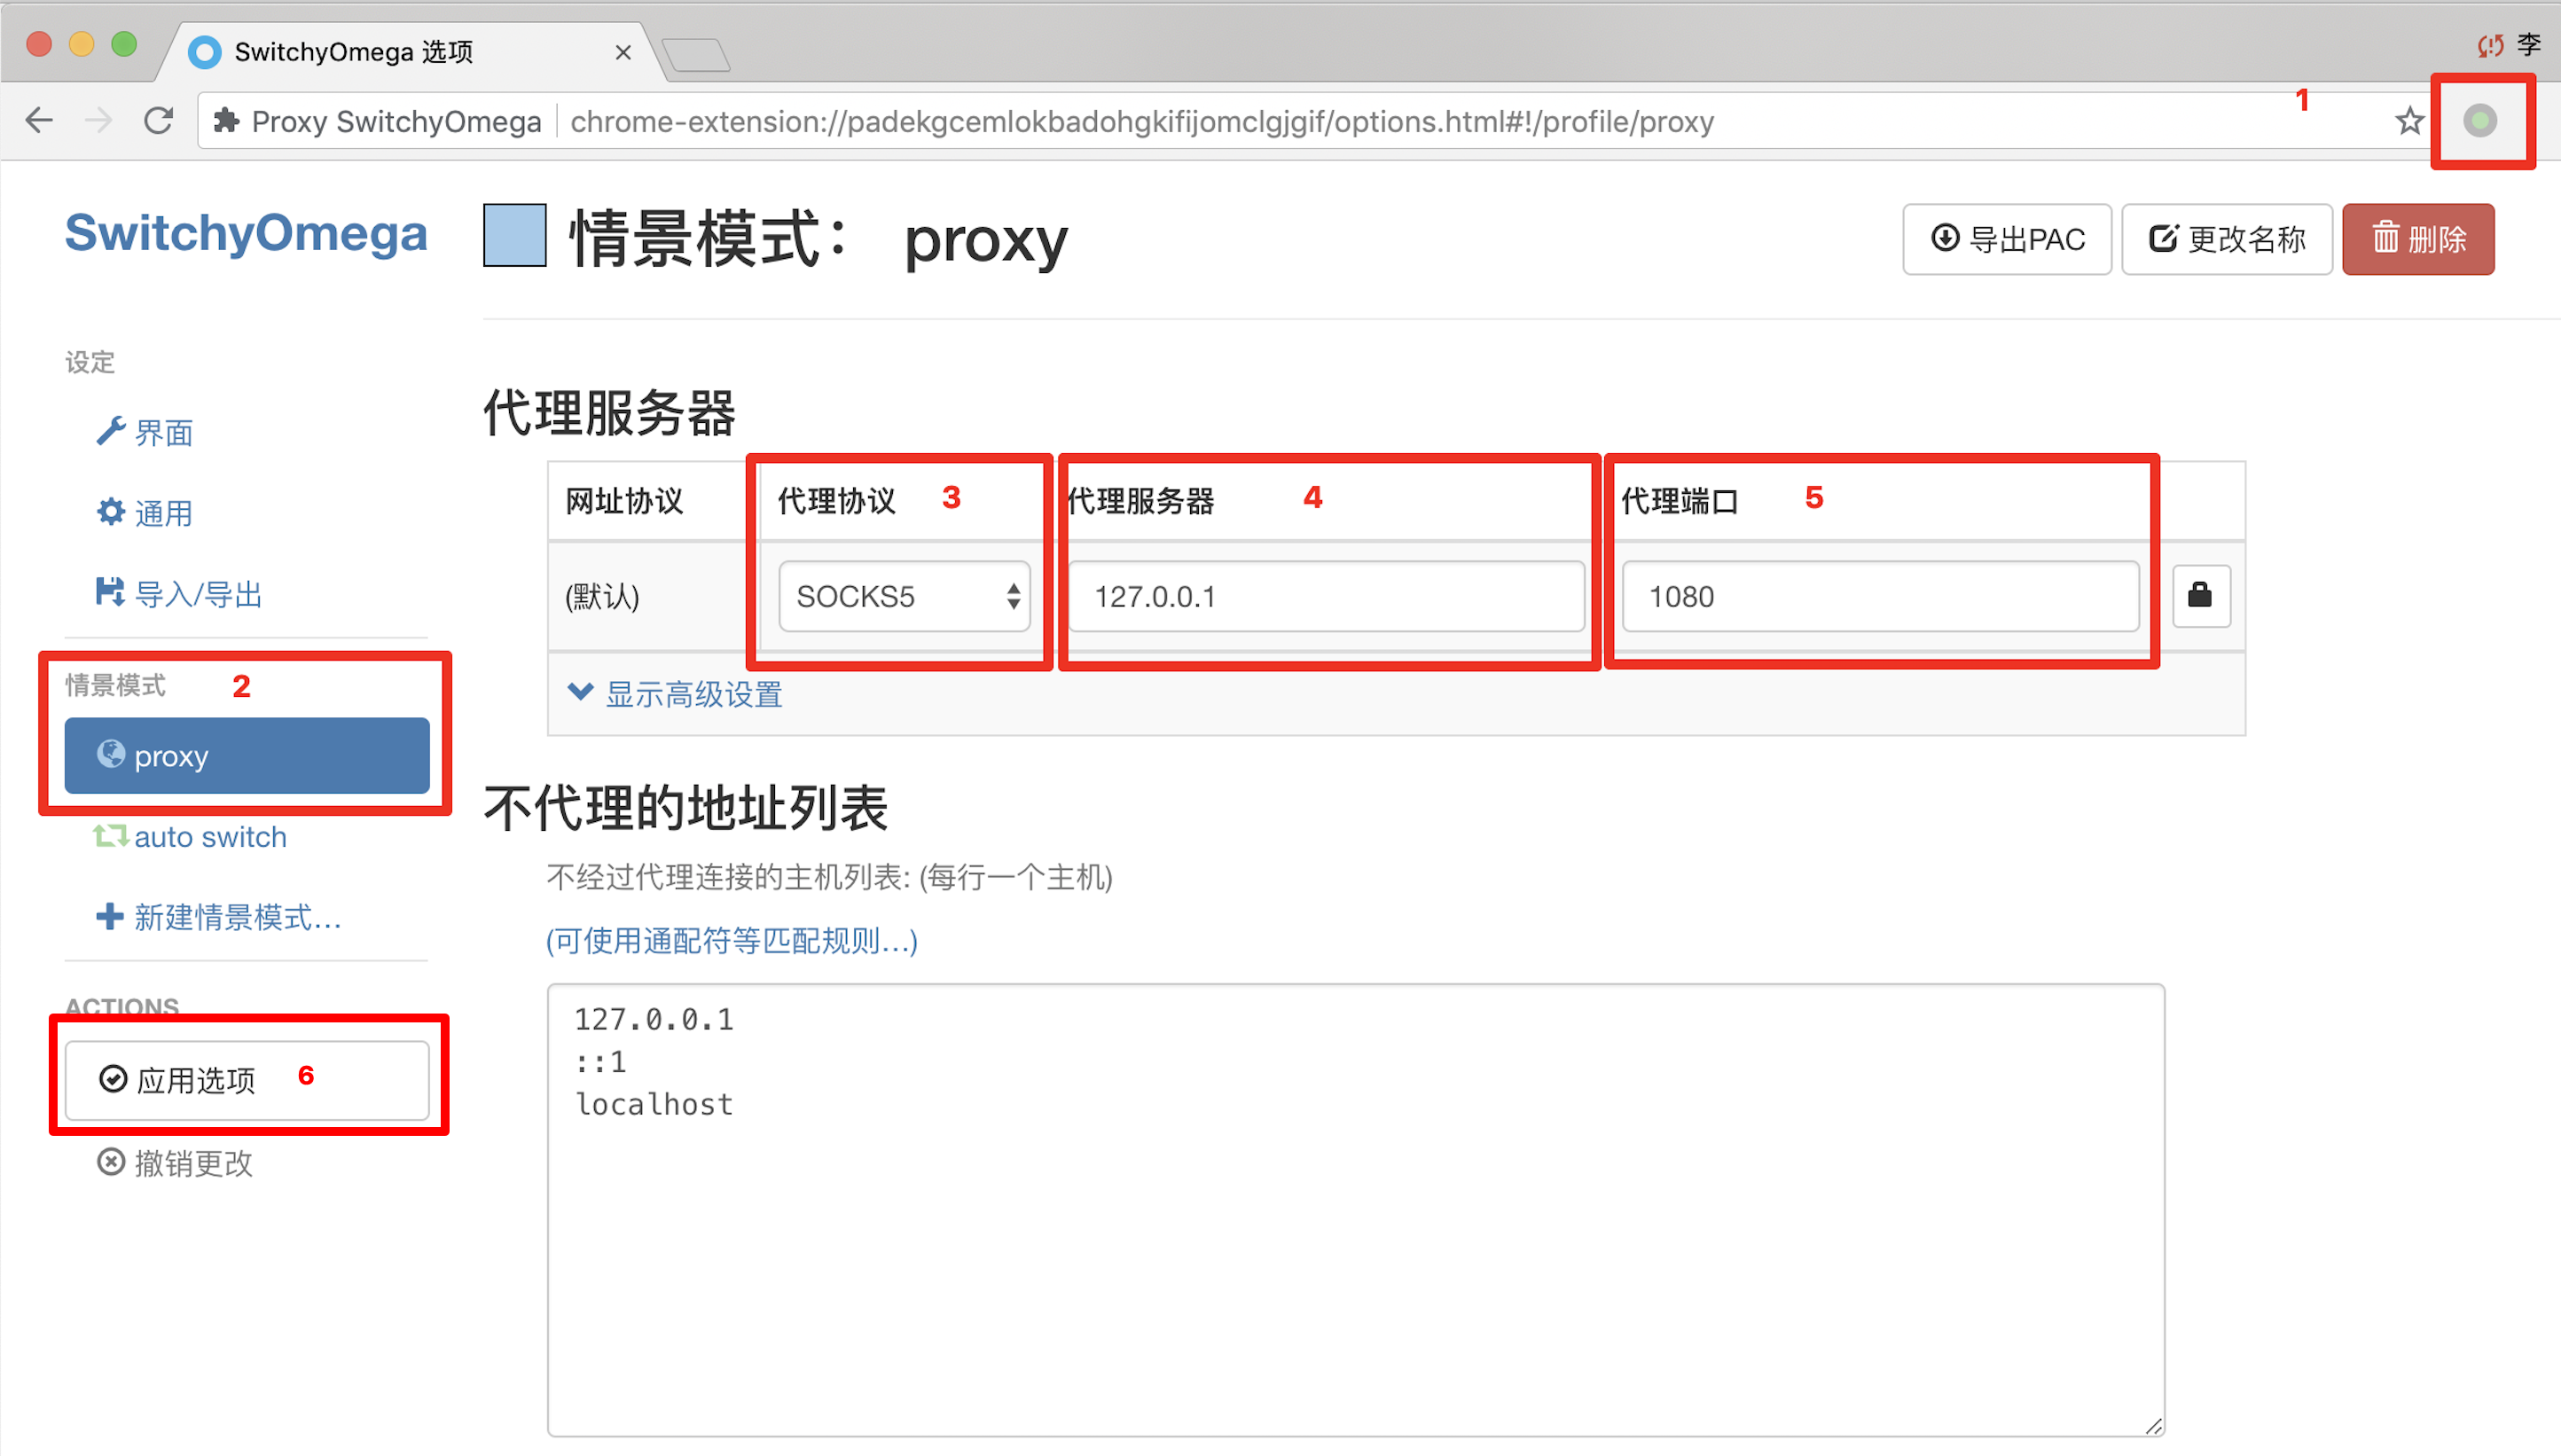 SwitchyOmega 选项
李
Proxy SwitchyOmega
chrome-extension://padekgcemlokbadohgkifijomclgjgif/options.html#!/profile/proxy
1
SwitchyOmega
情景模式： proxy
导出PAC
更改名称
删除
设定
界面
通用
导入/导出
情景模式 2
proxy
auto switch
新建情景模式...
ACTIONS
应用选项 6
撤销更改
代理服务器
网址协议 代理协议 3 代理服务器 4 代理端口 5
(默认) SOCKS5 127.0.0.1 1080
显示高级设置
不代理的地址列表
不经过代理连接的主机列表: (每行一个主机)
(可使用通配符等匹配规则...)
127.0.0.1
::1
localhost